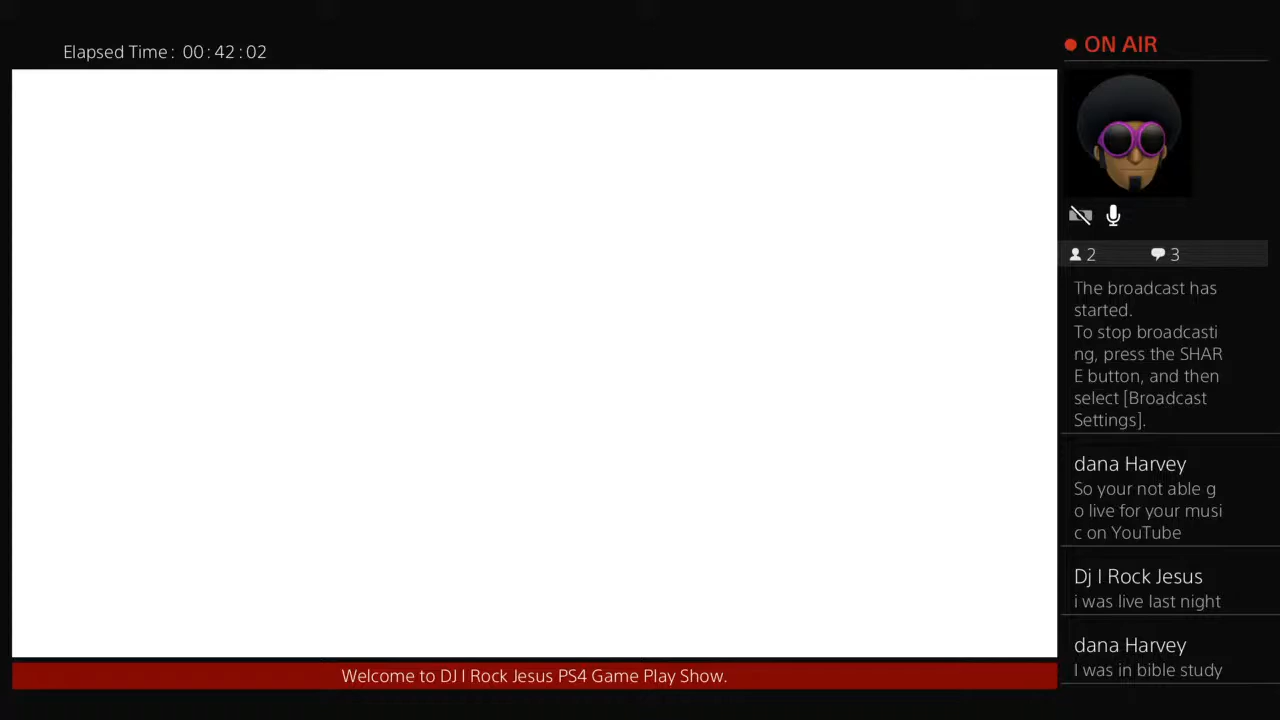 Elapsed Time: 00:42:02
ON AIR
2 3
The broadcast has
started.
To stop broadcasti
ng, press the SHAR
E button, and then
select [Broadcast
Settings].
dana Harvey
So your not able g
o live for your musi
c on YouTube
Dj I Rock Jesus
i was live last night
dana Harvey
I was in bible study
Welcome to DJ I Rock Jesus PS4 Game Play Show.